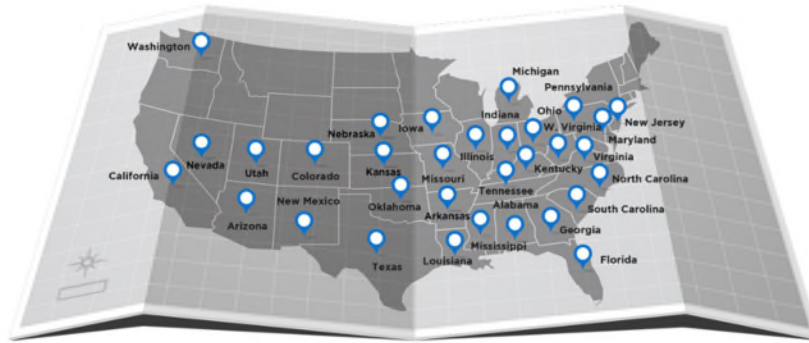 Washington
Michigan
Pennsylvania
Indiana
Ohio
Nebraska
Iowa
W. Virginia
New Jersey
Maryland
Nevada
Utah
Colorado
Kansas
Missouri
Illinois
Kentucky
Virginia
California
New Mexico
Oklahoma
Tennessee
North Carolina
Arizona
Arkansas
Alabama
South Carolina
Georgia
Texas
Louisiana
Mississippi
Florida